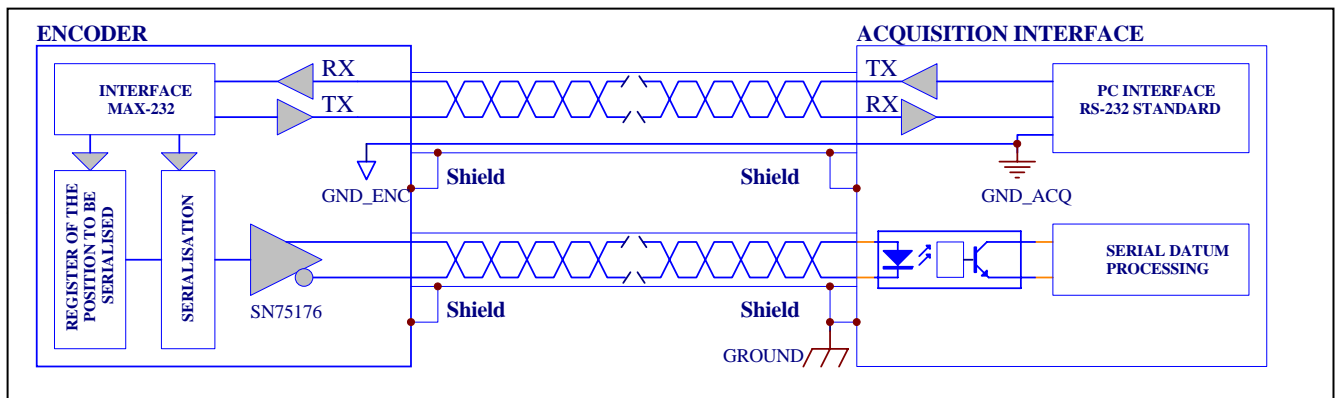 ENCODER
ACQUISITION INTERFACE
INTERFACE
MAX-232
RX
TX
TX
RX
PC INTERFACE
RS-232 STANDARD
GND_ENC
Shield
Shield
GND_ACQ
REGISTER OF THE
POSITION TO BE
SERIALISED
SERIALISATION
SN75176
Shield
Shield
GROUND
SERIAL DATUM
PROCESSING